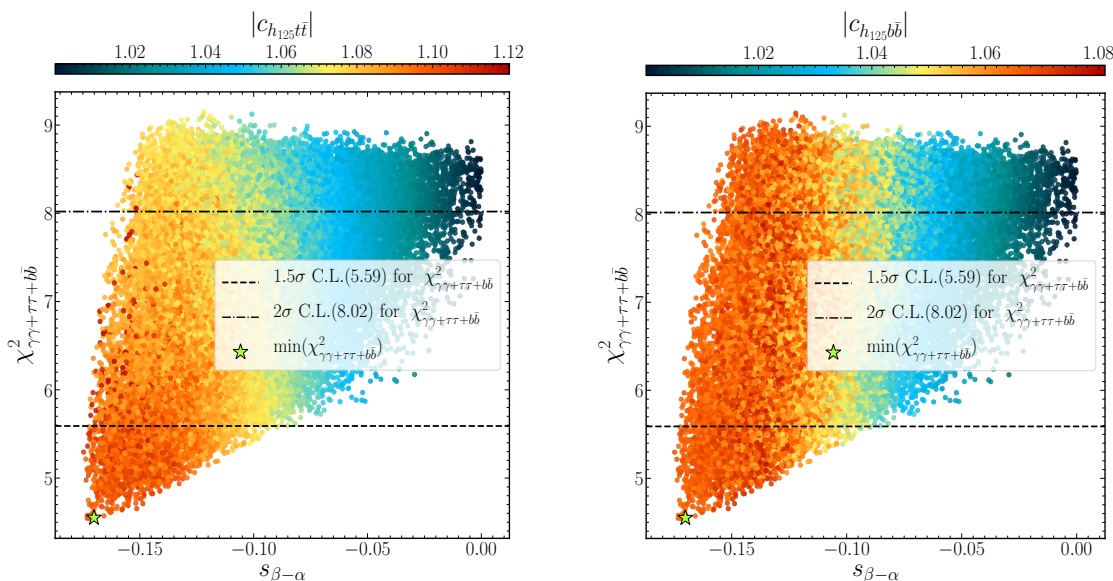 |c_{h_{125}t\bar{t}}|
1.02 1.04 1.06 1.08 1.10 1.12
χ²_{γγ+ττ+b\bar{b}}
9
8
7
6
5
1.5σ C.L.(5.59) for χ²_{γγ+ττ+b\bar{b}}
2σ C.L.(8.02) for χ²_{γγ+ττ+b\bar{b}}
min(χ²_{γγ+ττ+b\bar{b}})
−0.15 −0.10 −0.05 0.00
s_{β−α}
|c_{h_{125}b\bar{b}}|
1.02 1.04 1.06 1.08
χ²_{γγ+ττ+b\bar{b}}
9
8
7
6
5
1.5σ C.L.(5.59) for χ²_{γγ+ττ+b\bar{b}}
2σ C.L.(8.02) for χ²_{γγ+ττ+b\bar{b}}
min(χ²_{γγ+ττ+b\bar{b}})
−0.15 −0.10 −0.05 0.00
s_{β−α}